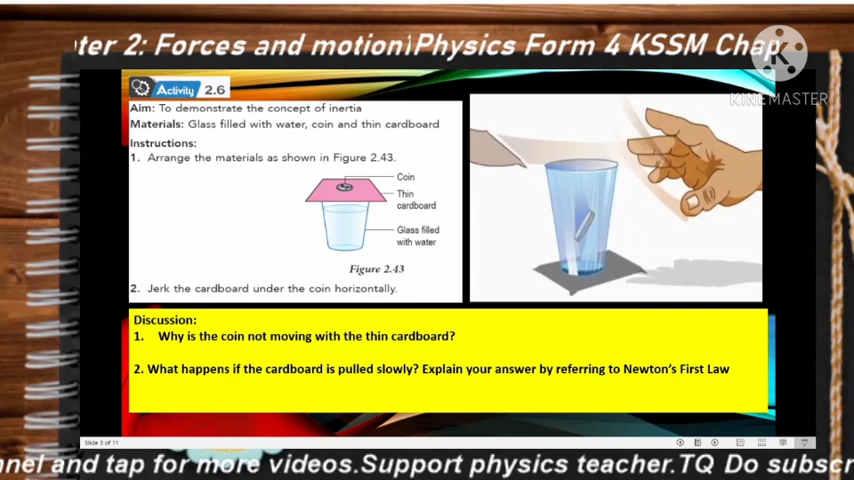 ter 2: Forces and motion Physics Form 4 KSSM Chap
K
KINEMASTER
Activity 2.6
Aim: To demonstrate the concept of inertia
Materials: Glass filled with water, coin and thin cardboard
Instructions:
1. Arrange the materials as shown in Figure 2.43.
Coin
Thin
cardboard
Glass filled
with water
Figure 2.43
2. Jerk the cardboard under the coin horizontally.
Discussion:
1. Why is the coin not moving with the thin cardboard?
2. What happens if the cardboard is pulled slowly? Explain your answer by referring to Newton's First Law
Slide 5 of 11
nnel and tap for more videos.Support physics teacher.TQ Do subscr